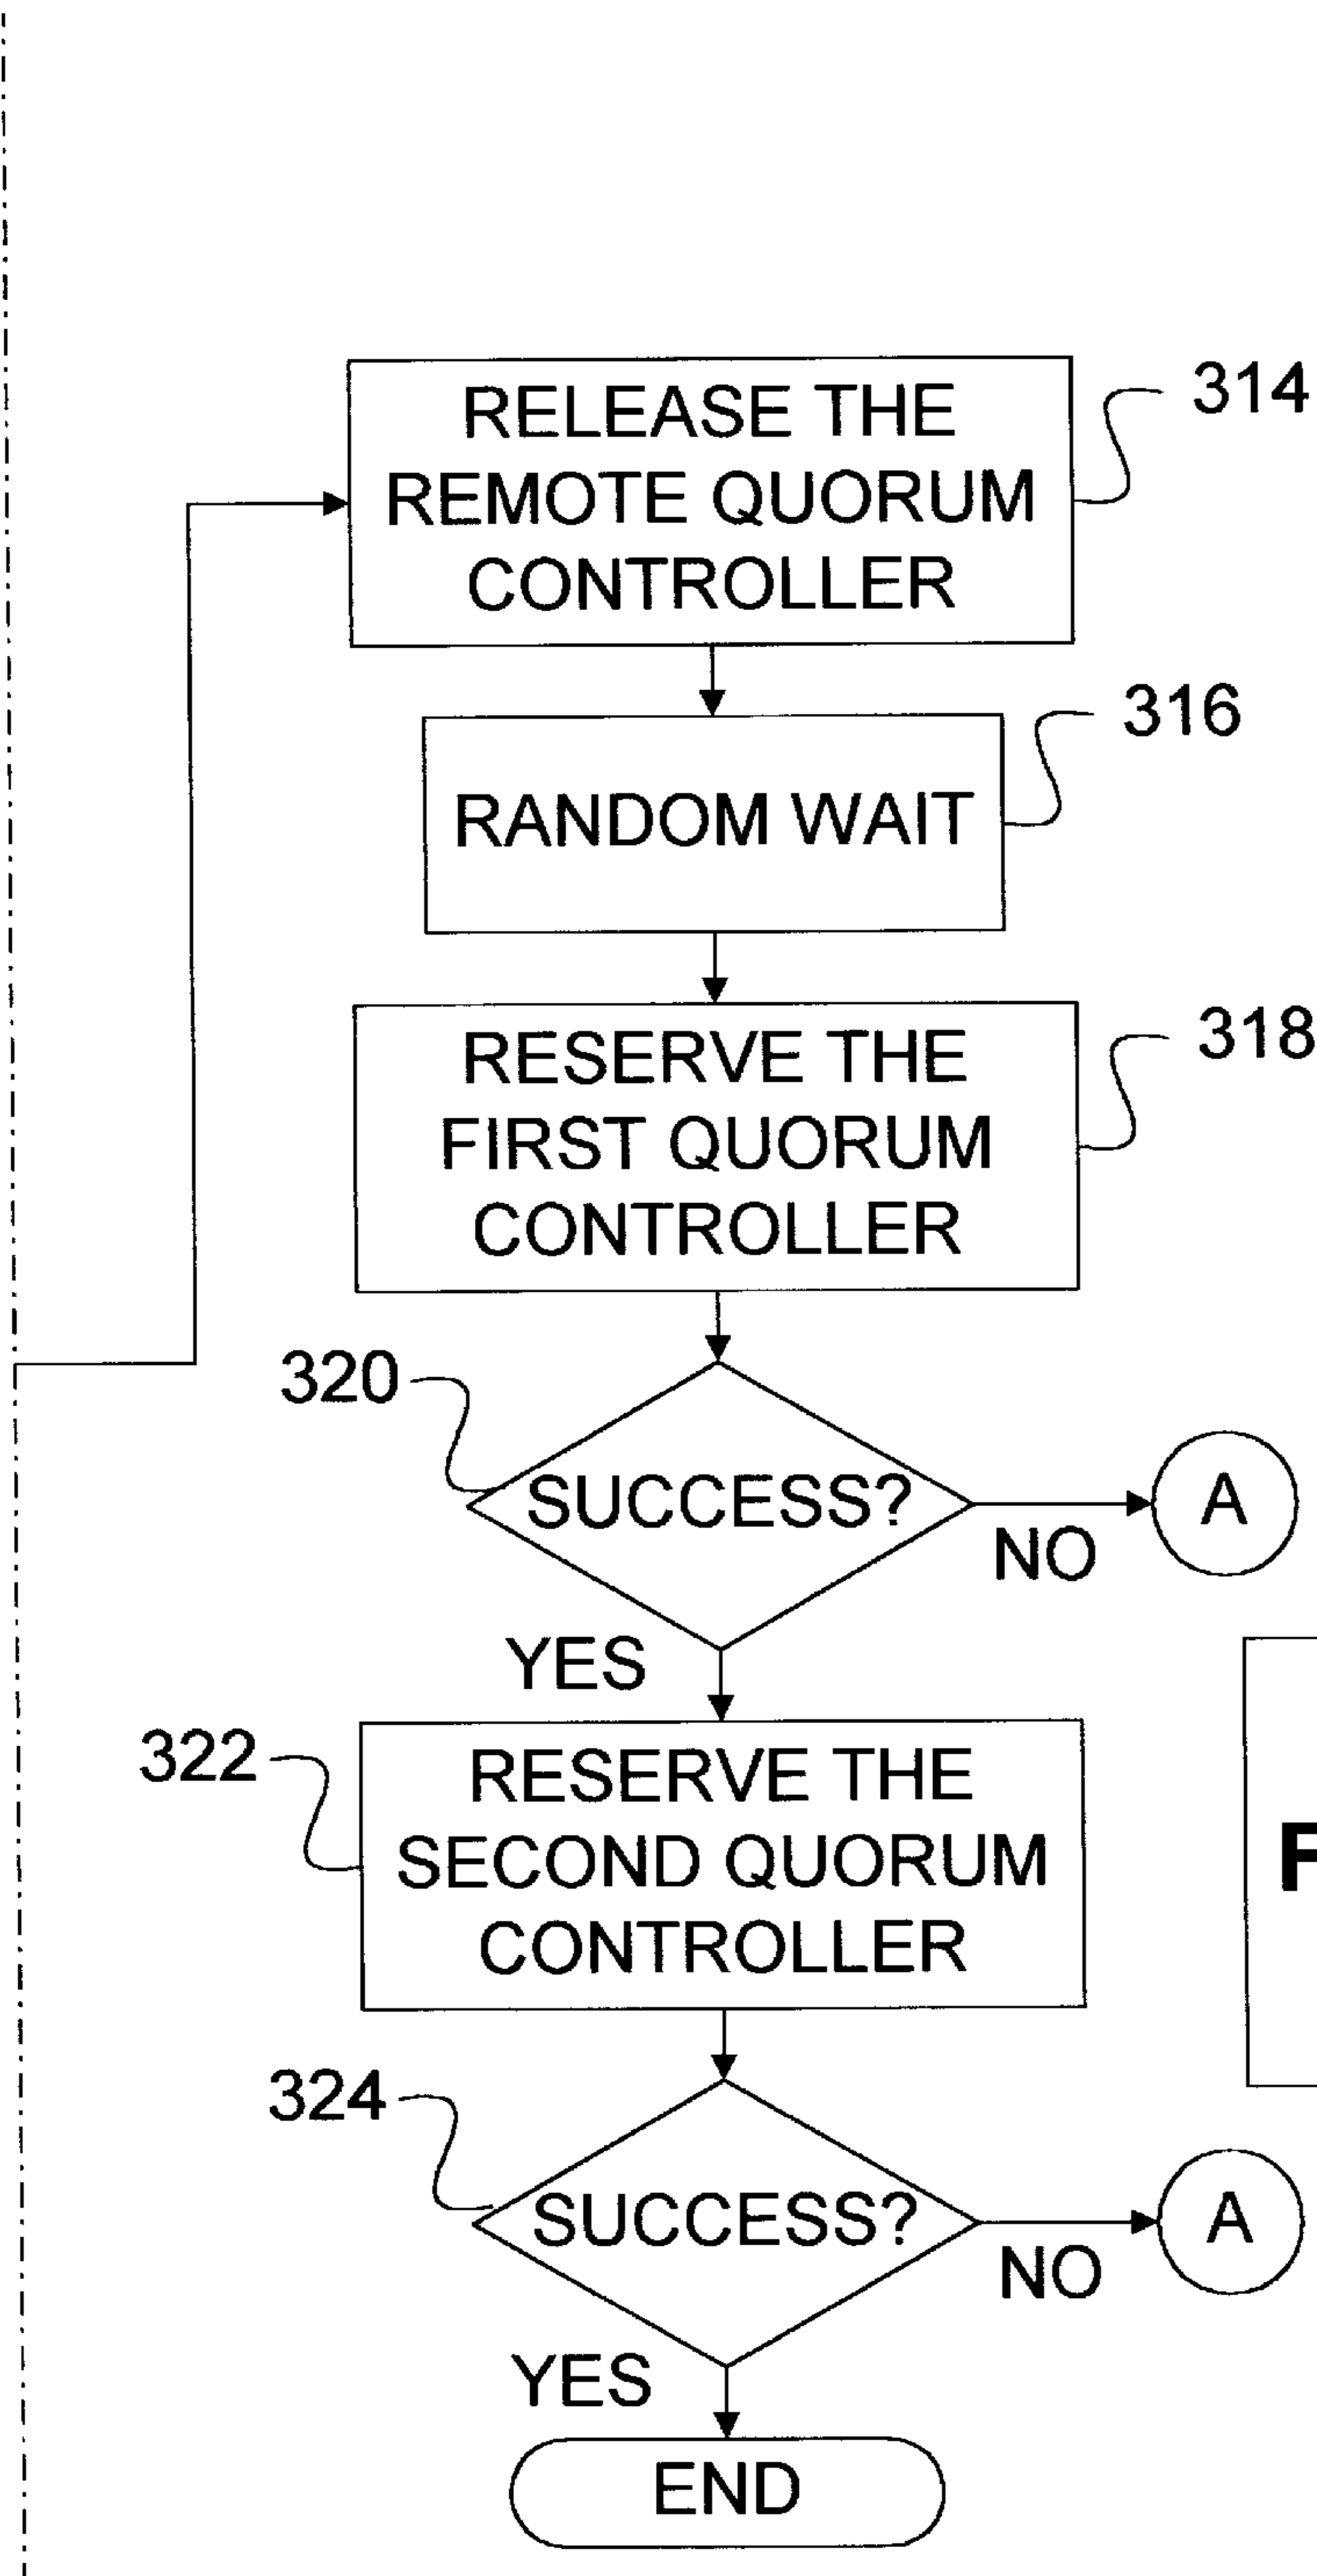 RELEASE THE
REMOTE QUORUM
CONTROLLER
314
RANDOM WAIT
316
RESERVE THE
FIRST QUORUM
CONTROLLER
318
320
SUCCESS?
NO
A
YES
322
RESERVE THE
SECOND QUORUM
CONTROLLER
F
324
SUCCESS?
NO
A
YES
END